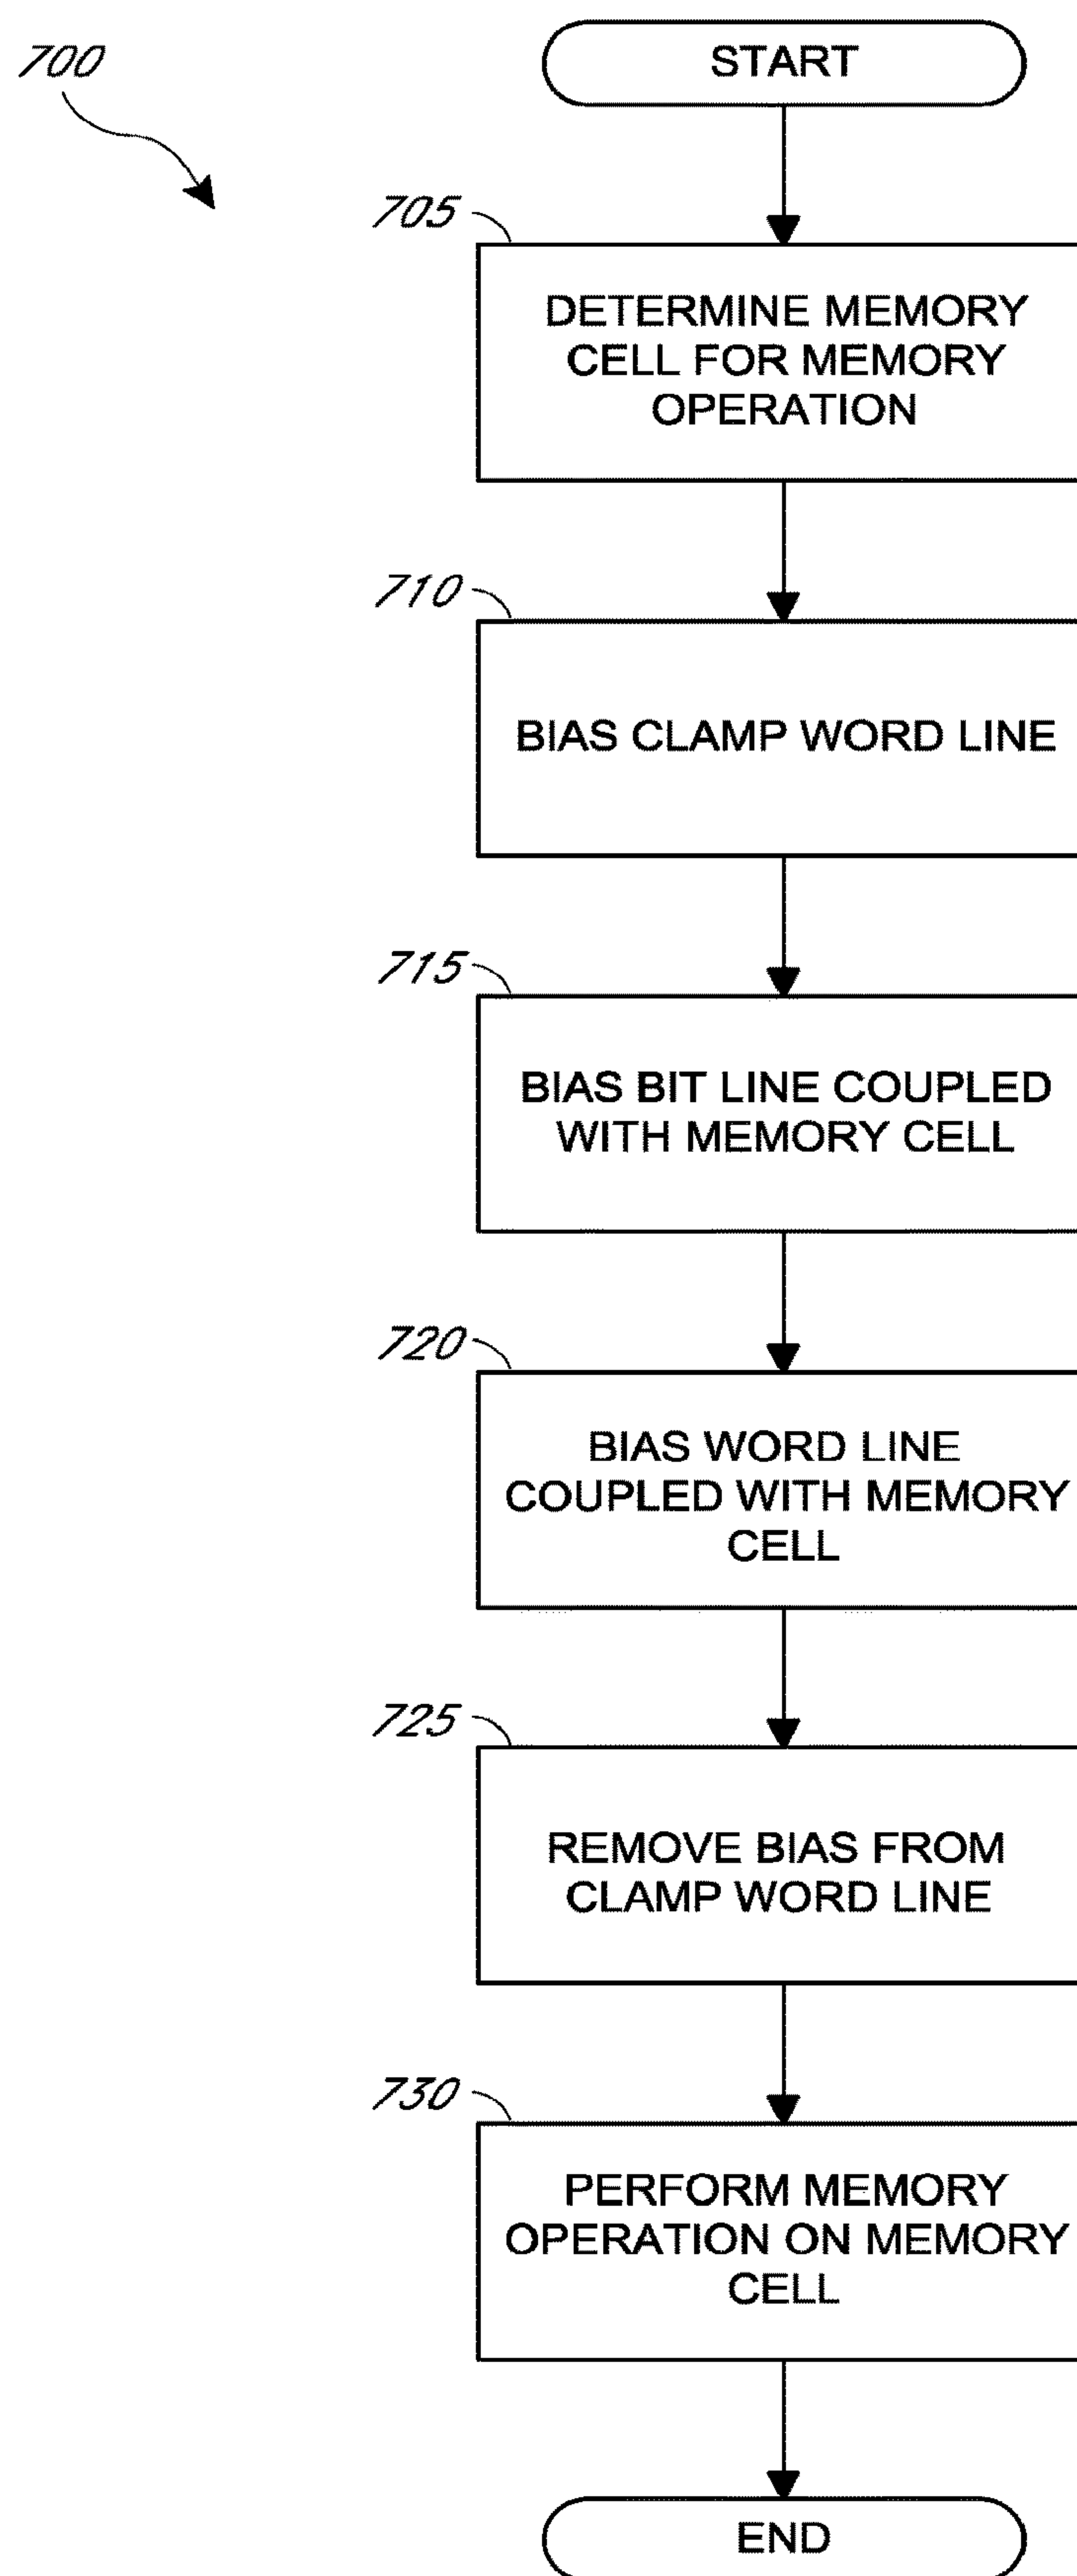 700
START
705
DETERMINE MEMORY
CELL FOR MEMORY
OPERATION
710
BIAS CLAMP WORD LINE
715
BIAS BIT LINE COUPLED
WITH MEMORY CELL
720
BIAS WORD LINE
COUPLED WITH MEMORY
CELL
725
REMOVE BIAS FROM
CLAMP WORD LINE
730
PERFORM MEMORY
OPERATION ON MEMORY
CELL
END